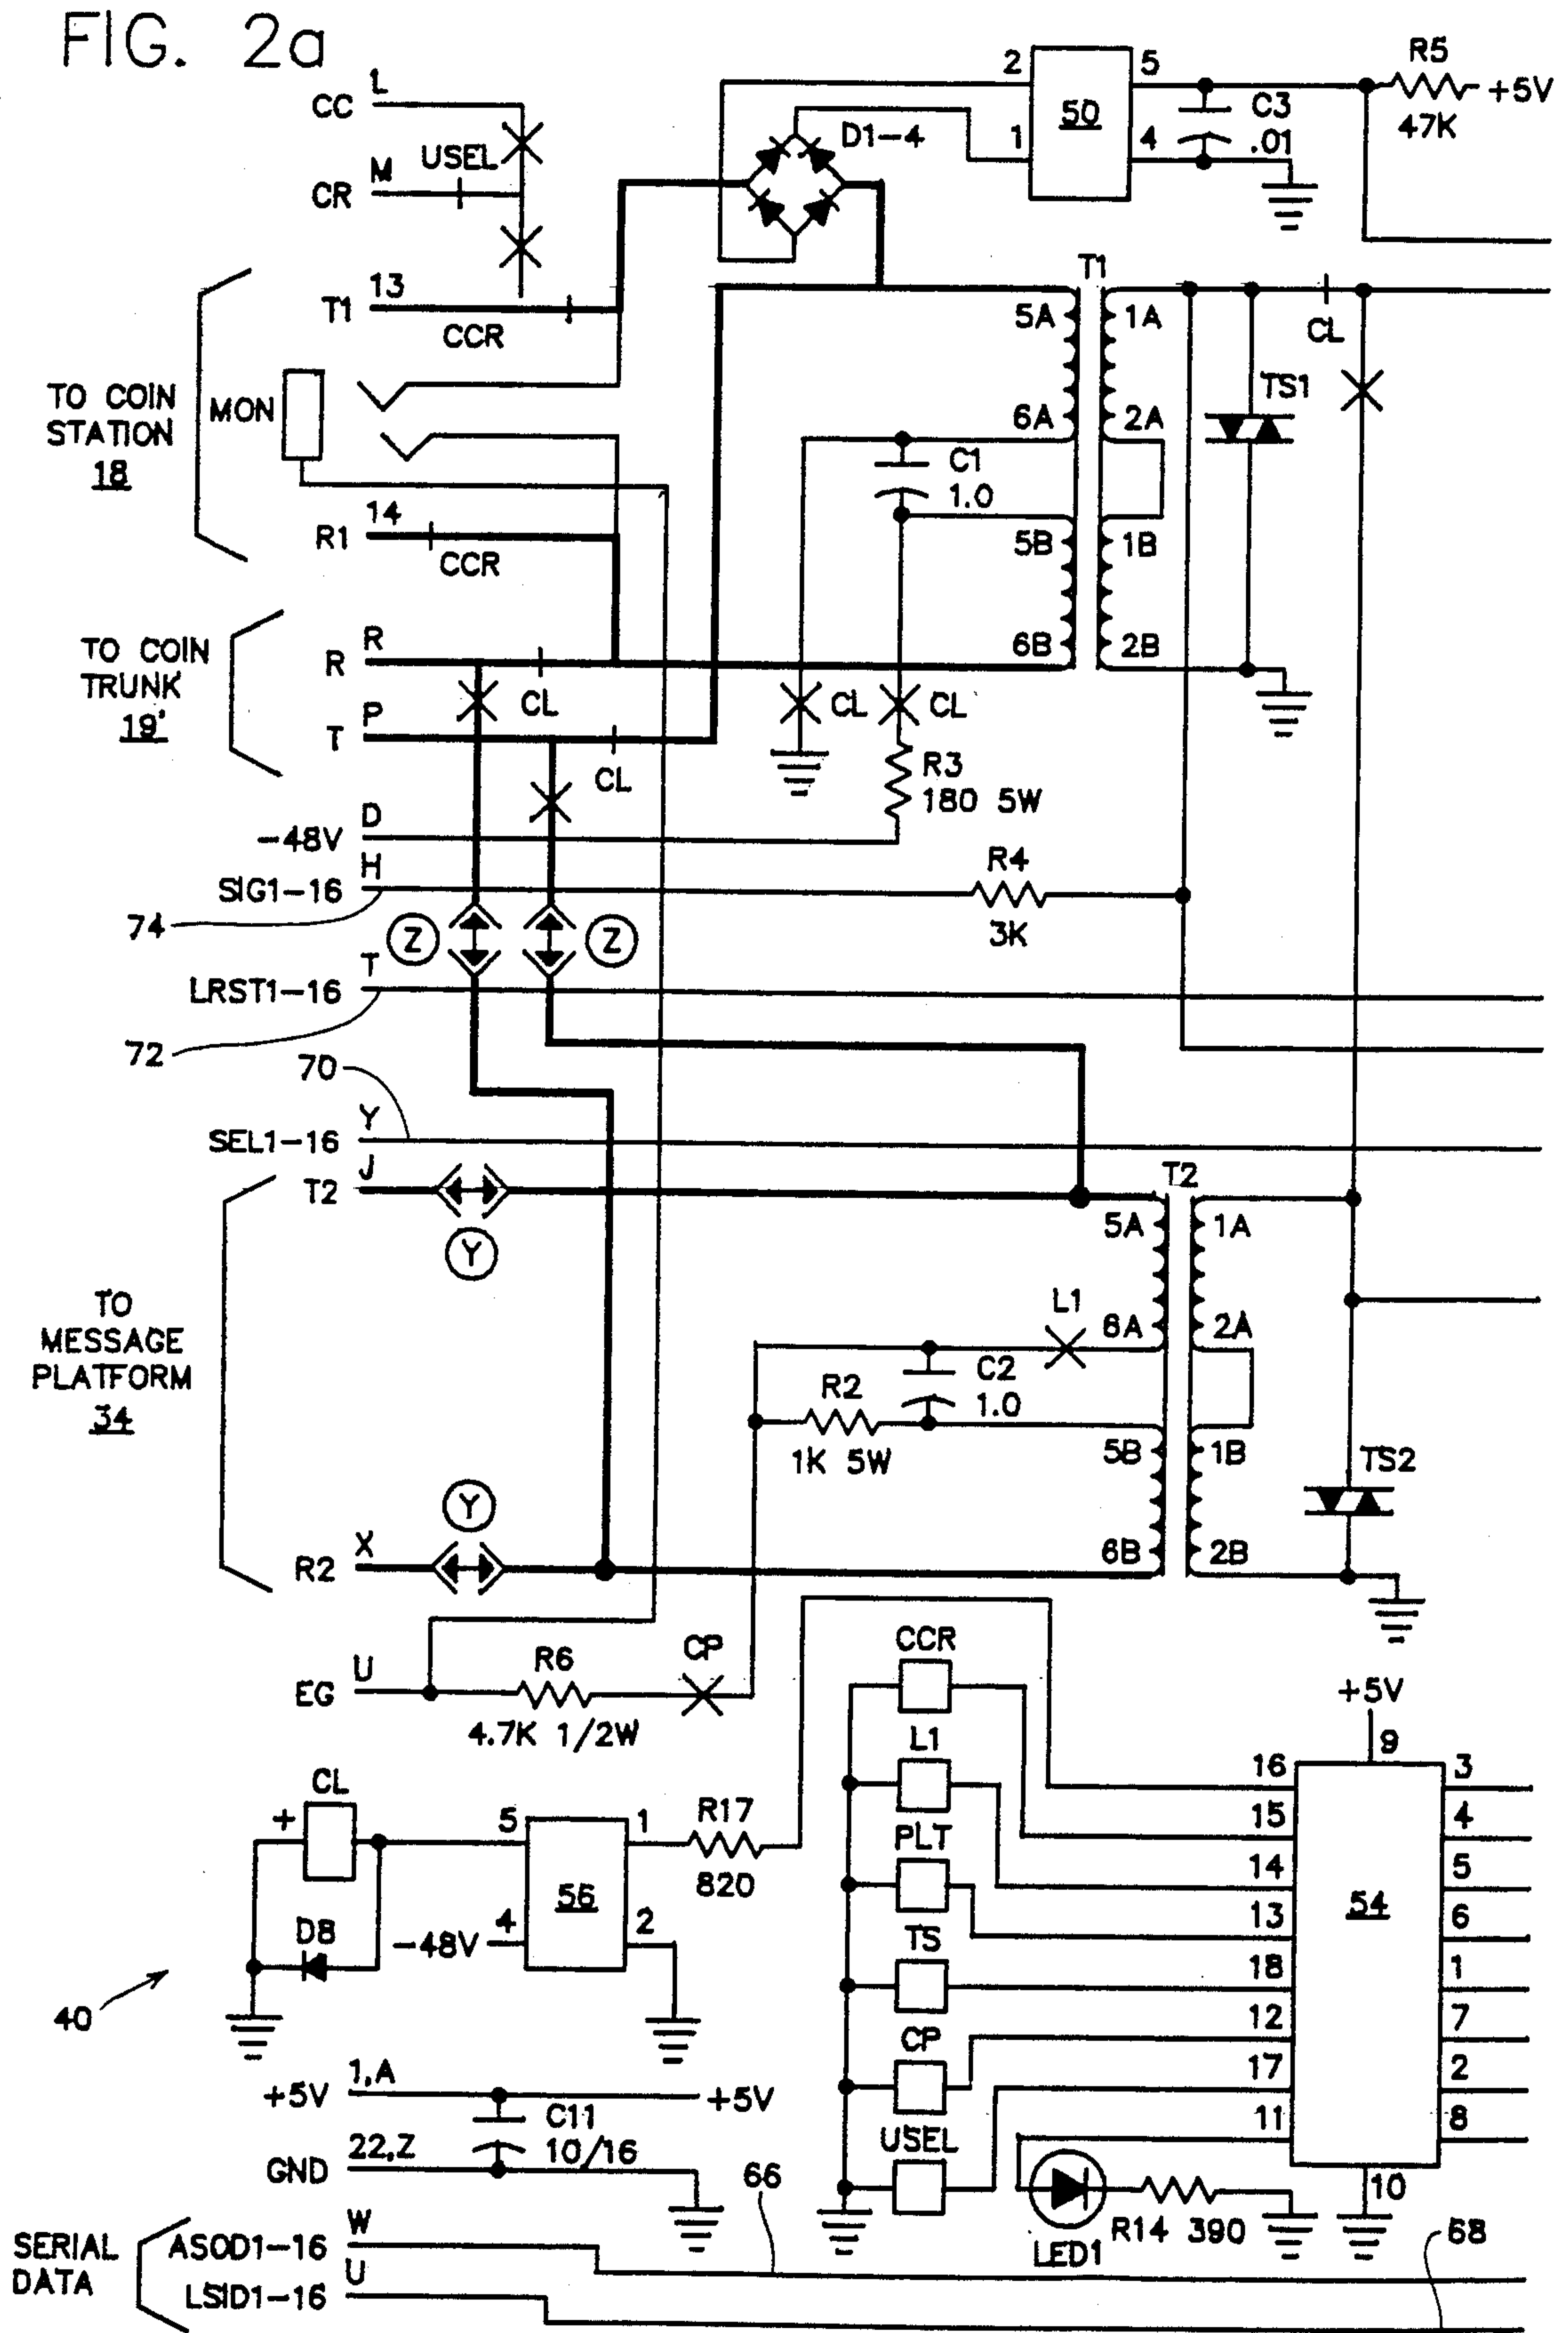 FIG. 2a
CC L
USEL
CR M
T1 13
CCR
TO COIN
STATION
18
MON
R1 14
CCR
TO COIN
TRUNK
19'
R R
CL
T P
CL
-48V D
SIG1-16 H
74
Z Z
LRST1-16 T
72
70
SEL1-16 Y
T2 J
Y
TO
MESSAGE
PLATFORM
34
Y
R2 X
EG U
R6
4.7K 1/2W
CP
D1-4
2 5
50
1 4
C3
.01
R5
47K
+5V
T1
5A 1A
6A 2A
5B 1B
6B 2B
C1
1.0
CL
TS1
CL CL
R3
180 5W
R4
3K
T2
5A 1A
L1
6A 2A
C2
1.0
R2
1K 5W
5B 1B
6B 2B
TS2
CL
+
D8
5 1
56
4 2
-48V
R17
820
40
CCR
L1
PLT
TS
CP
USEL
+5V
9
16 3
15 4
14 5
13 6
54
18 1
12 7
17 2
11 8
10
LED1
R14 390
+5V 1,A
+5V
C11
10/16
GND 22,Z
SERIAL
DATA
ASOD1-16 W
LSID1-16 U
66
68